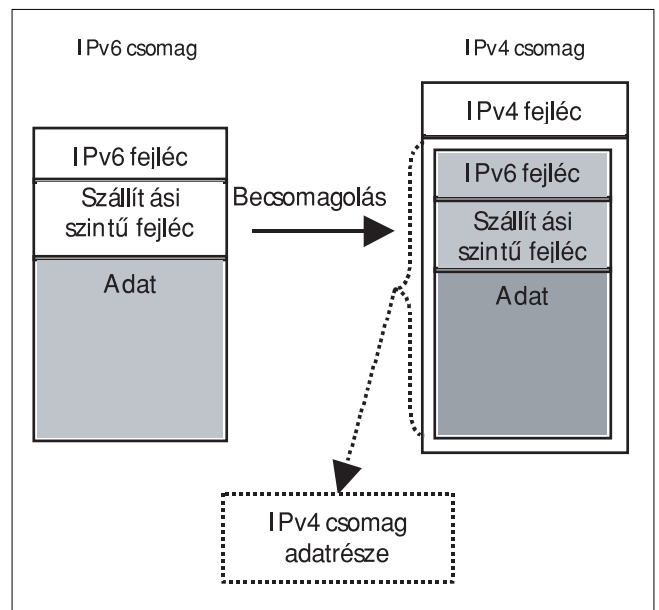 IPv6 csomag
IPv4 csomag
IPv6 fejléc
Szállítási
szintű fejléc
Adat
Becsomagolás
IPv4 fejléc
IPv6 fejléc
Szállítási
szintű fejléc
Adat
IPv4 csomag
adatrésze